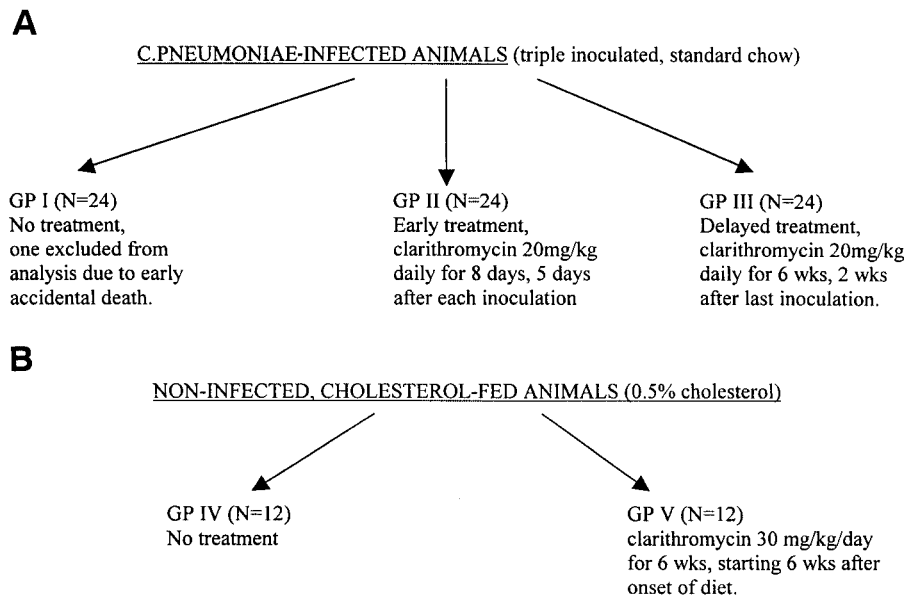 A
C.PNEUMONIAE-INFECTED ANIMALS (triple inoculated, standard chow)
GP I (N=24)
No treatment,
one excluded from
analysis due to early
accidental death.
GP II (N=24)
Early treatment,
clarithromycin 20mg/kg
daily for 8 days, 5 days
after each inoculation
GP III (N=24)
Delayed treatment,
clarithromycin 20mg/kg
daily for 6 wks, 2 wks
after last inoculation.
B
NON-INFECTED, CHOLESTEROL-FED ANIMALS (0.5% cholesterol)
GP IV (N=12)
No treatment
GP V (N=12)
clarithromycin 30 mg/kg/day
for 6 wks, starting 6 wks after
onset of diet.